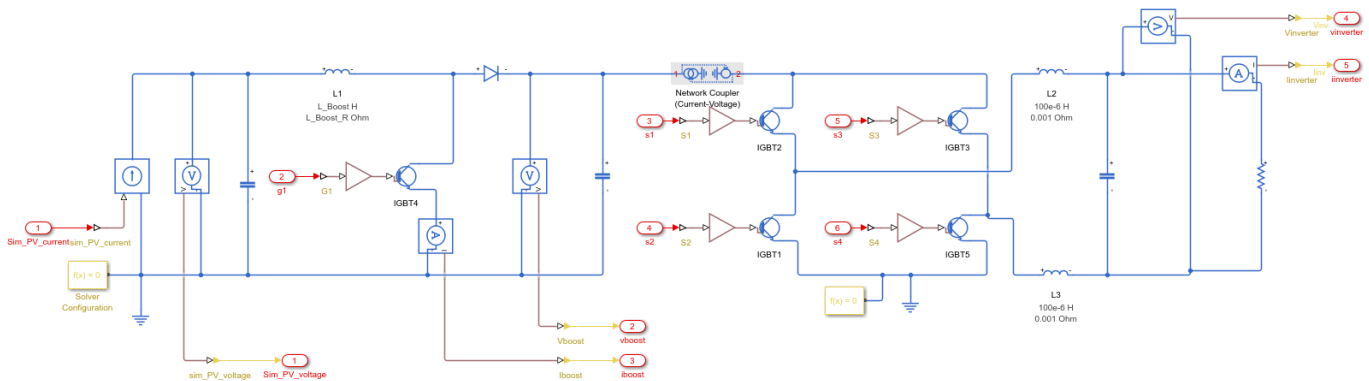 V
Vinverter
Vinv
4
vinverter
L1
L_Boost H
L_Boost_R Ohm
1
2
Network Coupler
(Current-Voltage)
L2
100e-6 H
0.001 Ohm
A
I
Iinverter
Iinv
5
iinverter
3
s1
S1
IGBT2
5
s3
S3
IGBT3
V
2
g1
G1
IGBT4
V
A
I
1
Sim_PV_current
sim_PV_current
4
s2
S2
IGBT1
6
s4
S4
IGBT5
f(x) = 0
Solver
Configuration
f(x) = 0
L3
100e-6 H
0.001 Ohm
Vboost
2
vboost
sim_PV_voltage
1
Sim_PV_voltage
Iboost
3
iboost